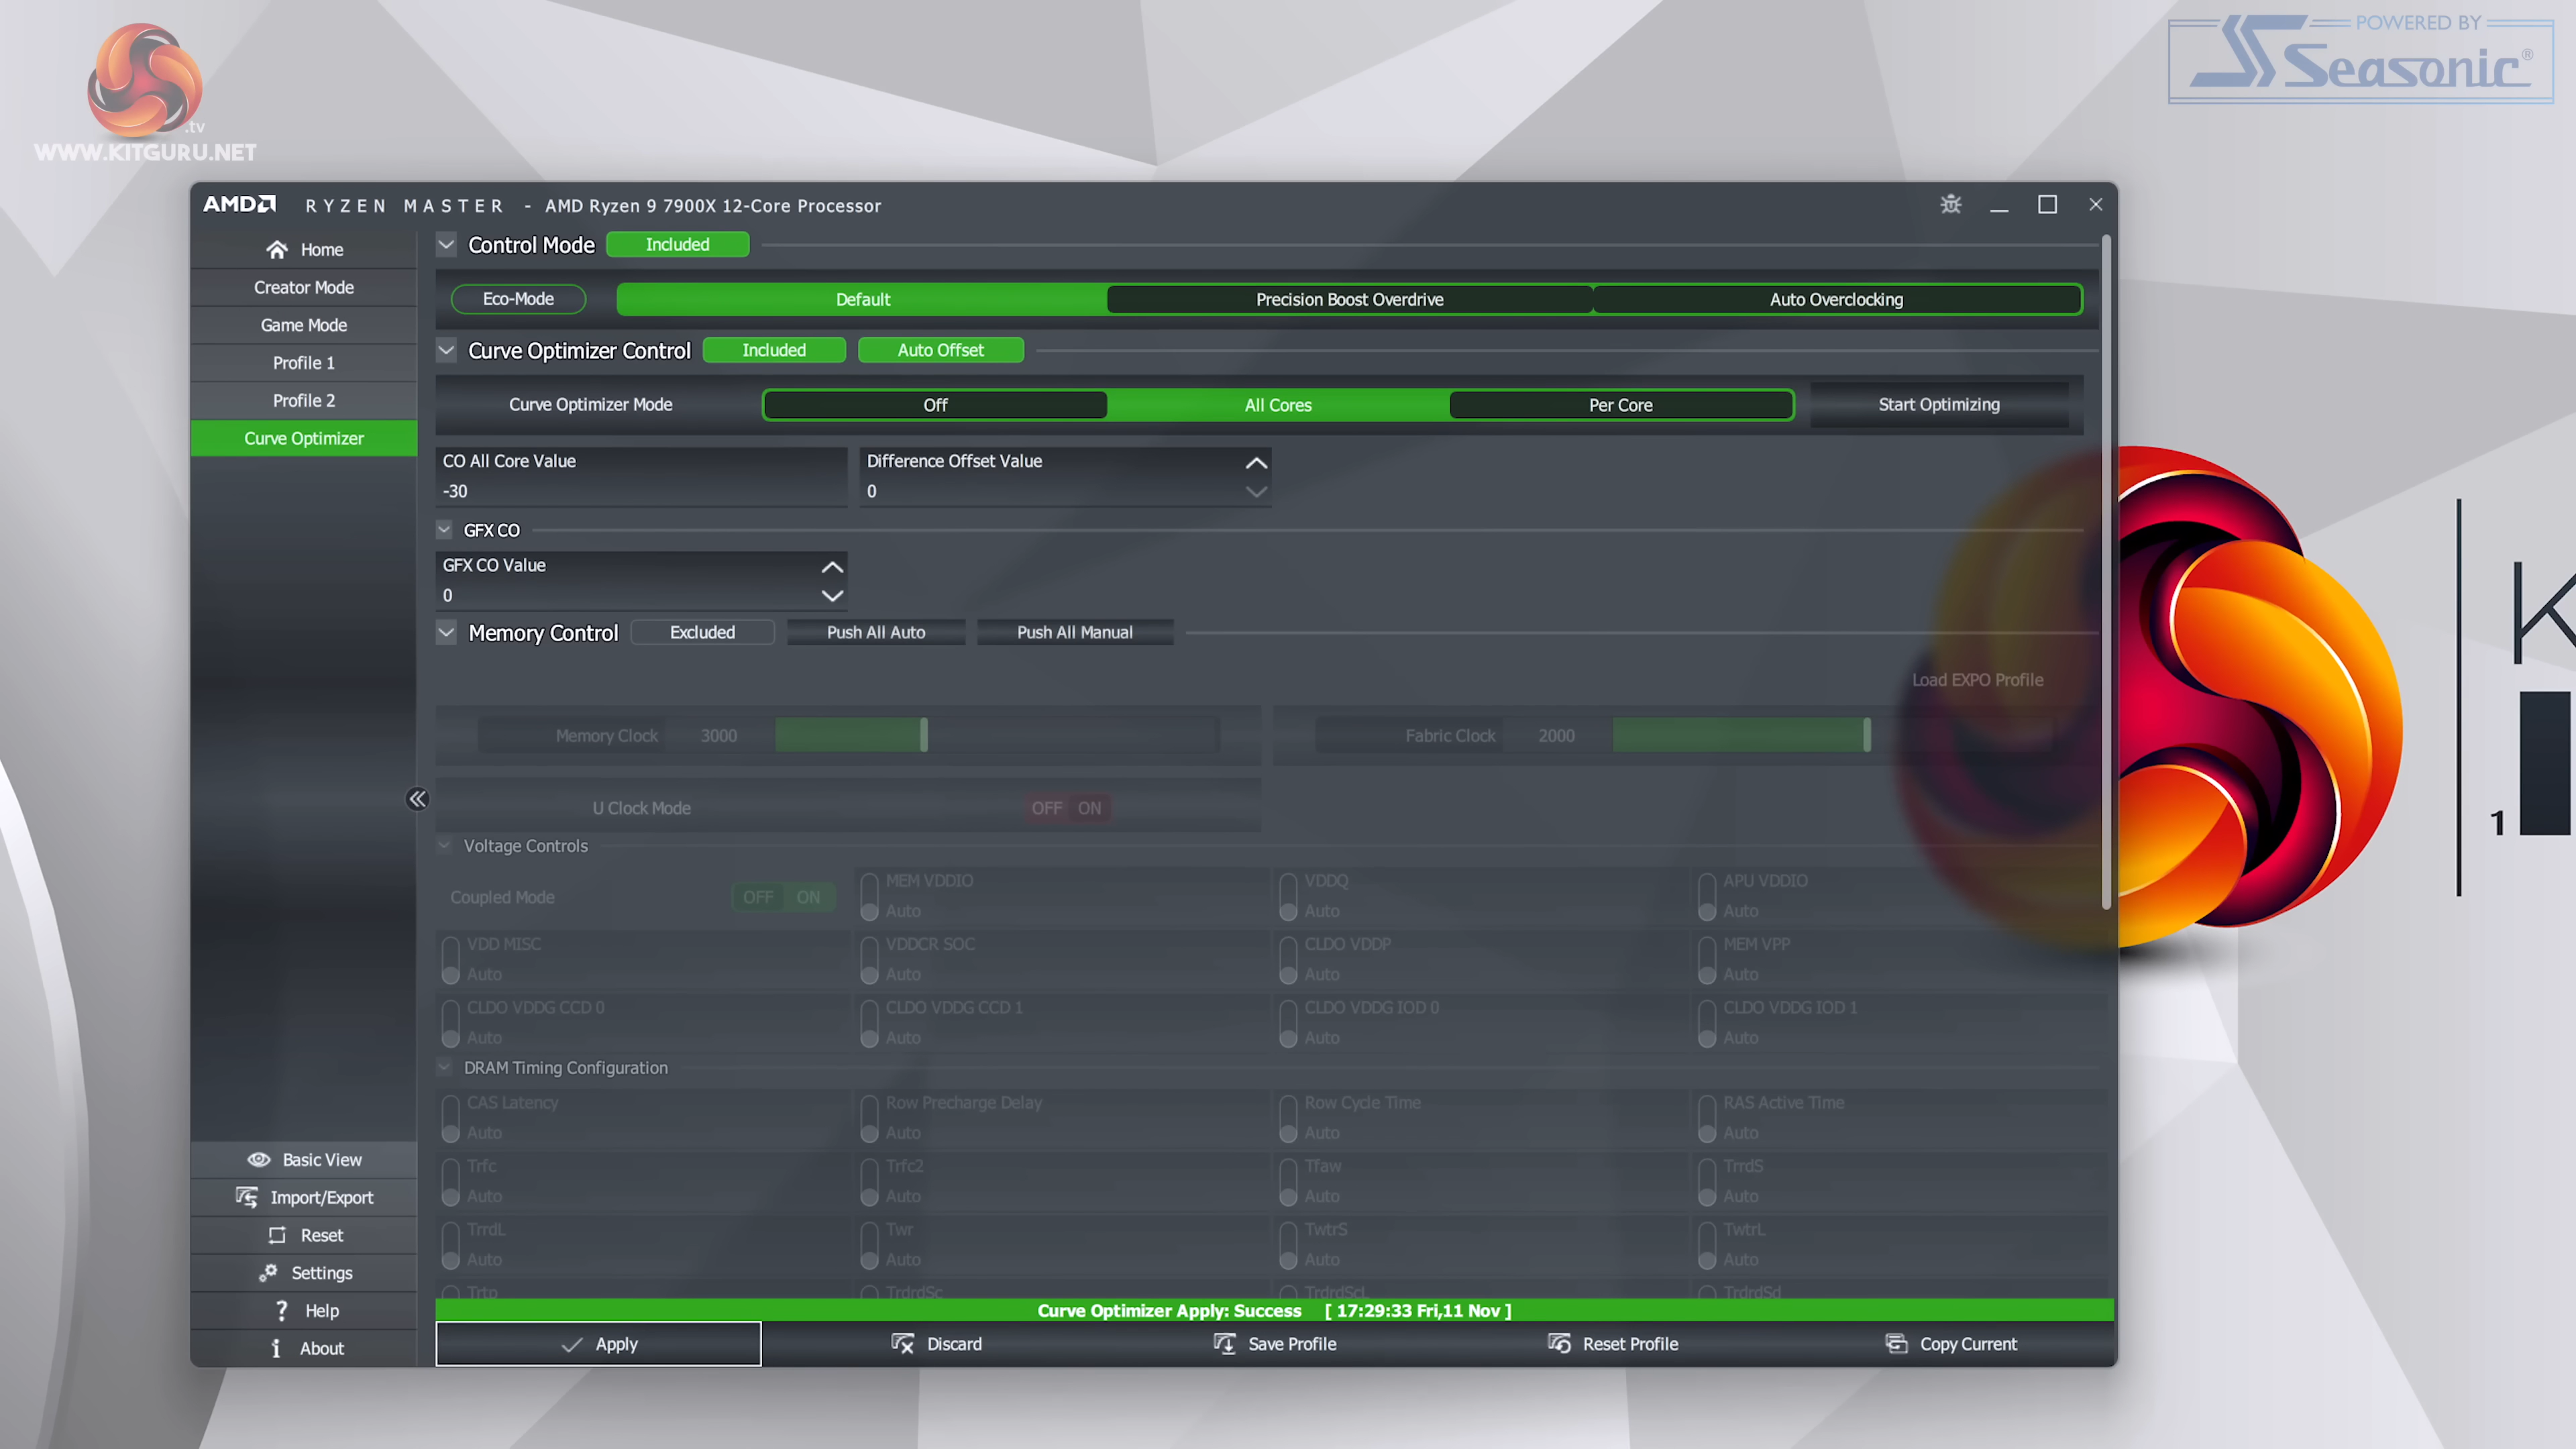 POWERED BY
Seasonic®
.tv
WWW.KITGURU.NET
AMD RYZEN MASTER - AMD Ryzen 9 7900X 12-Core Processor
Home
Creator Mode
Game Mode
Profile 1
Profile 2
Curve Optimizer
Control Mode Included
Eco-Mode Default Precision Boost Overdrive Auto Overclocking
Curve Optimizer Control Included Auto Offset
Curve Optimizer Mode Off All Cores Per Core Start Optimizing
CO All Core Value Difference Offset Value
-30 0
GFX CO
GFX CO Value
0
Memory Control Excluded Push All Auto Push All Manual
Load EXPO Profile
Memory Clock 3000 Fabric Clock 2000
U Clock Mode OFF ON
Voltage Controls
Coupled Mode OFF ON
MEM VDDIO VDDQ APU VDDIO
Auto Auto Auto
VDD MISC VDDCR SOC CLDO VDDP MEM VPP
Auto Auto Auto Auto
CLDO VDDG CCD 0 CLDO VDDG CCD 1 CLDO VDDG IOD 0 CLDO VDDG IOD 1
Auto Auto Auto Auto
DRAM Timing Configuration
CAS Latency Row Precharge Delay Row Cycle Time RAS Active Time
Auto Auto Auto Auto
Trfc Trfc2 Tfaw TrrdS
Auto Auto Auto Auto
TrrdL Twr TwtrS TwtrL
Auto Auto Auto Auto
Trtp TrdrdSc TrdrdScL TrdrdSd
Basic View
Import/Export
Reset
Settings
Help
About
Curve Optimizer Apply: Success [ 17:29:33 Fri,11 Nov ]
Apply Discard Save Profile Reset Profile Copy Current
K
1